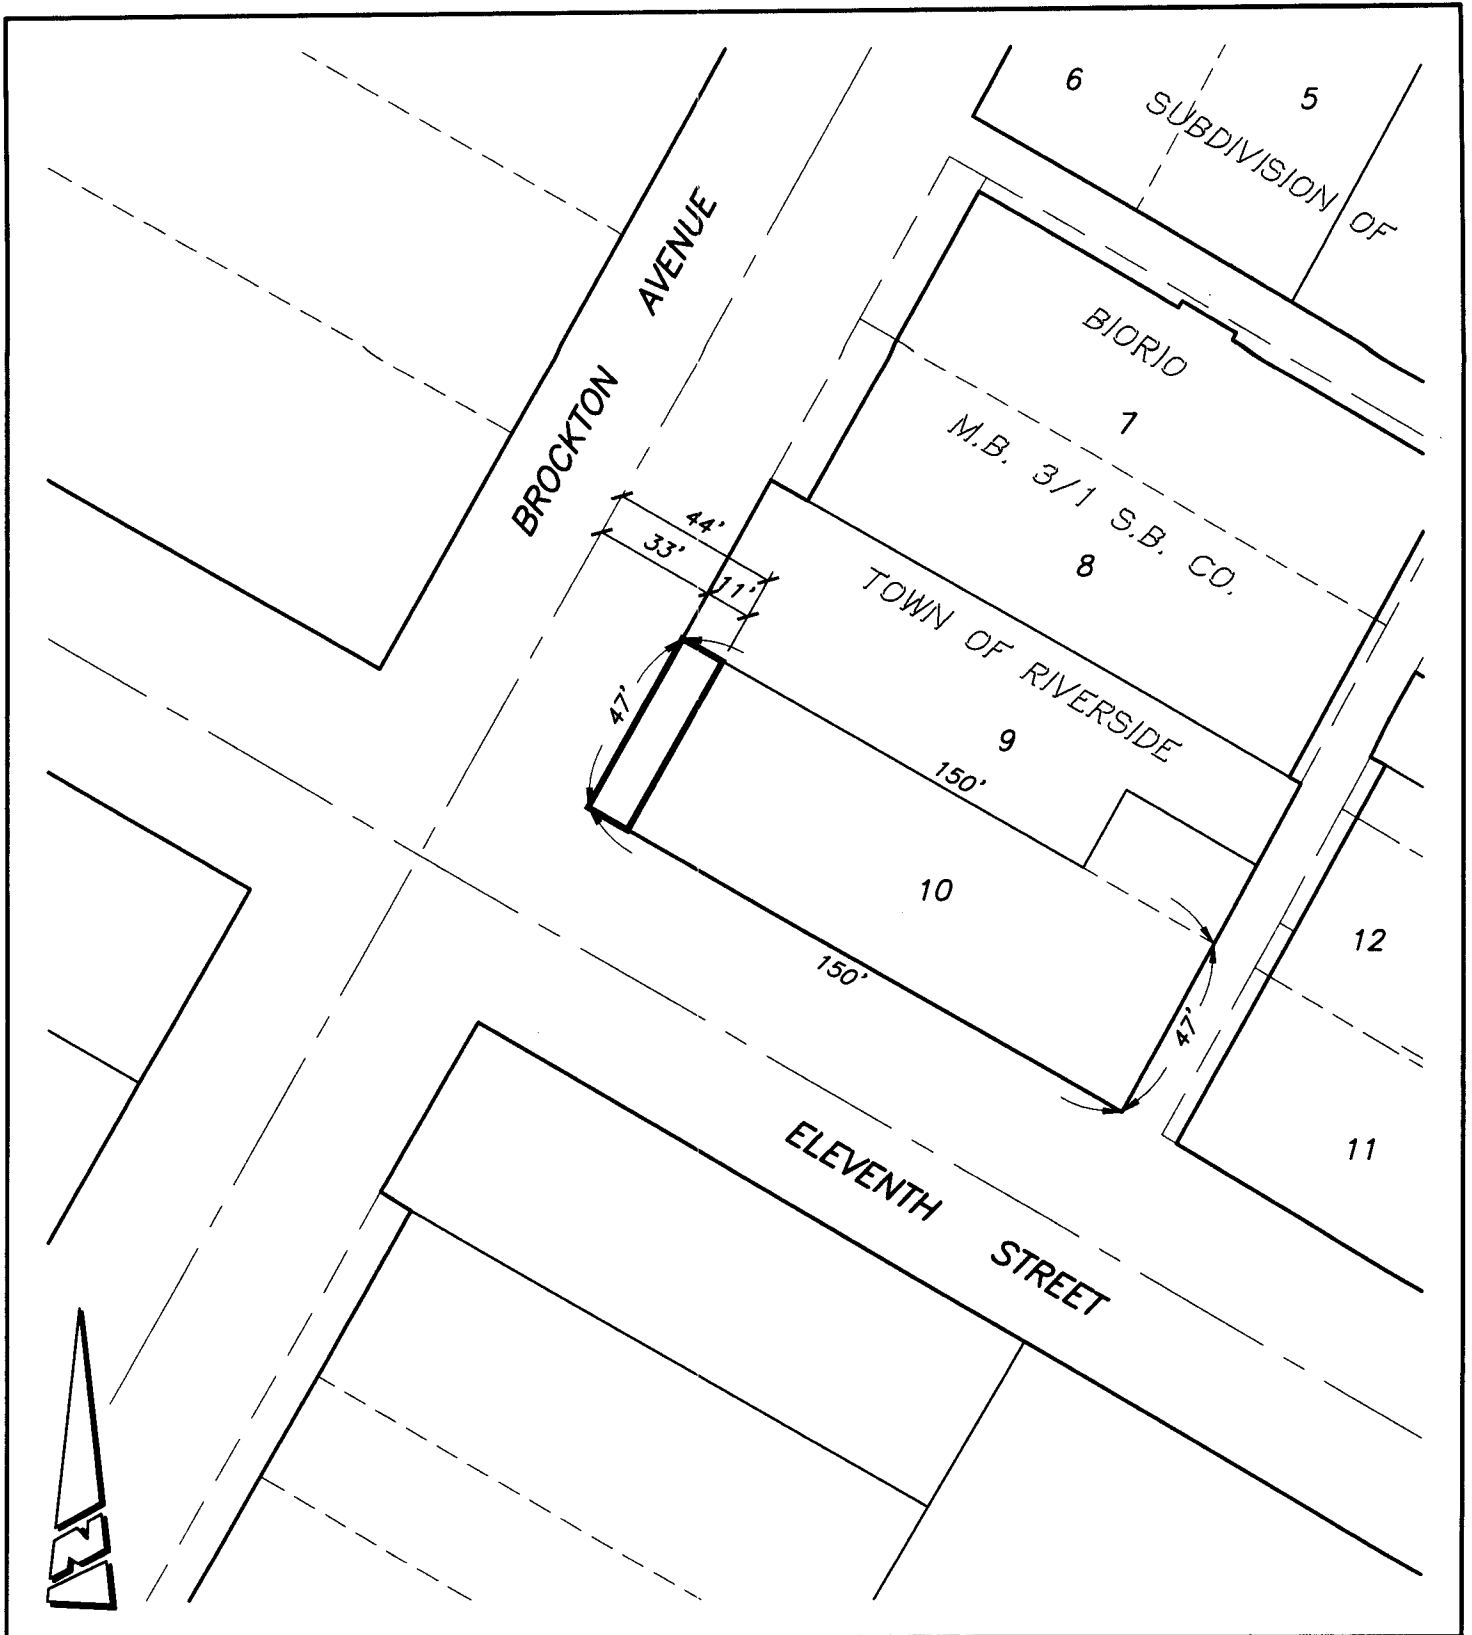 6
5
SUBDIVISION OF
BROCKTON AVENUE
BIORIO
7
M.B. 3/1 S.B. CO.
8
44'
33'
11'
TOWN OF RIVERSIDE
9
47'
150'
10
12
150'
47'
11
ELEVENTH STREET
N